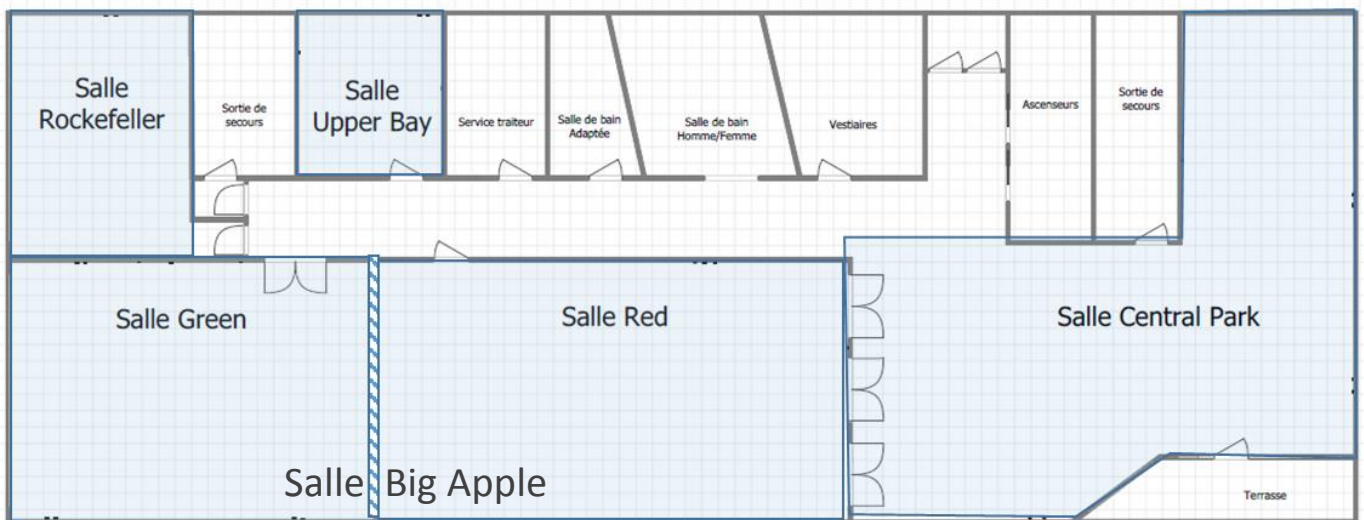 Salle
Rockefeller
Sortie de
secours
Salle
Upper Bay
Service traiteur
Salle de bain
Adaptée
Salle de bain
Homme/Femme
Vestiaires
Ascenseurs
Sortie de
secours
Salle Green
Salle Red
Salle Central Park
Salle Big Apple
Terrasse